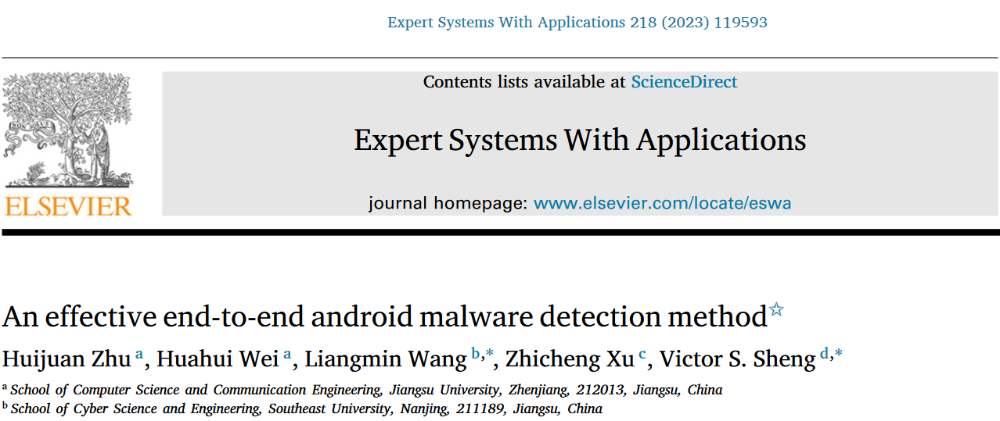 Expert Systems With Applications 218 (2023) 119593
Contents lists available at ScienceDirect
Expert Systems With Applications
NON SOLUS
ELSEVIER
journal homepage: www.elsevier.com/locate/eswa
An effective end-to-end android malware detection method☆
Huijuan Zhu a, Huahui Wei a, Liangmin Wang b,*, Zhicheng Xu c, Victor S. Sheng d,*
a School of Computer Science and Communication Engineering, Jiangsu University, Zhenjiang, 212013, Jiangsu, China
b School of Cyber Science and Engineering, Southeast University, Nanjing, 211189, Jiangsu, China